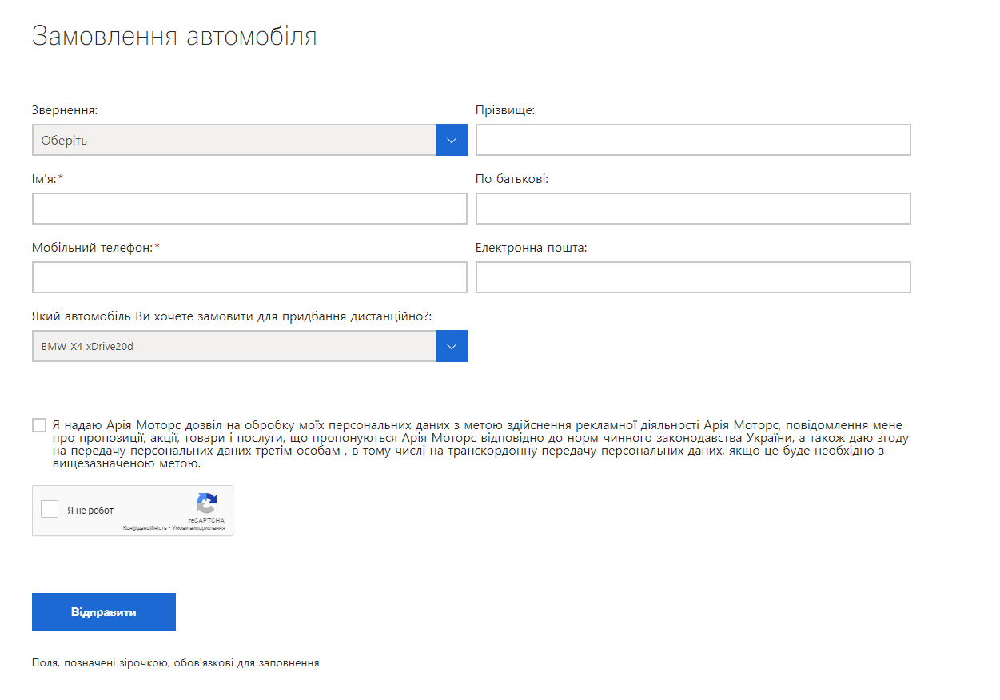 Замовлення автомобіля
Звернення:
Прізвище:
Оберіть
Ім'я:*
По батькові:
Мобільний телефон:*
Електронна пошта:
Який автомобіль Ви хочете замовити для придбання дистанційно?:
BMW X4 xDrive20d
Я надаю Арія Моторс дозвіл на обробку моїх персональних даних з метою здійснення рекламної діяльності Арія Моторс, повідомлення мене
про пропозиції, акції, товари і послуги, що пропонуються Арія Моторс відповідно до норм чинного законодавства України, а також даю згоду
на передачу персональних даних третім особам , в тому числі на транскордонну передачу персональних даних, якщо це буде необхідно з
вищезазначеною метою.
Я не робот
reCAPTCHA
Конфіденційність - Умови використання
Відправити
Поля, позначені зірочкою, обов'язкові для заповнення